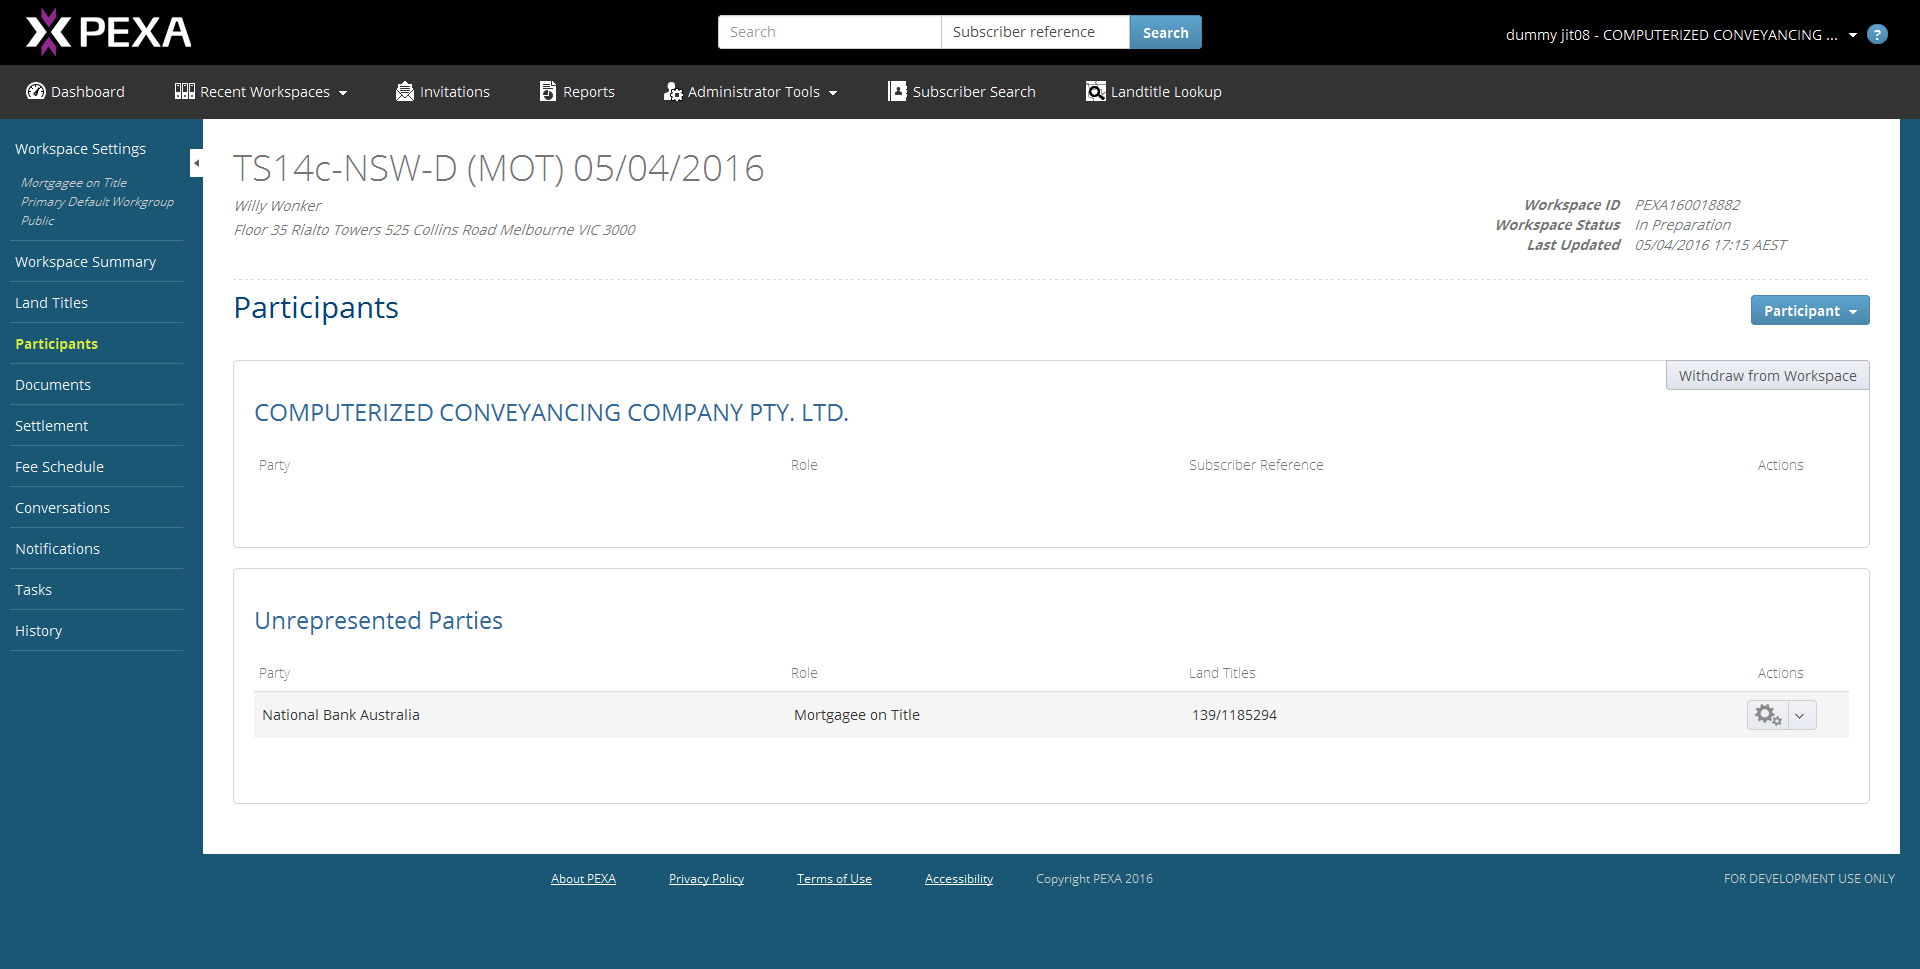 PEXA
Search
Subscriber reference
Search
dummy jit08 - COMPUTERIZED CONVEYANCING ...
?
Dashboard
Recent Workspaces
Invitations
Reports
Administrator Tools
Subscriber Search
Landtitle Lookup
Workspace Settings
Mortgagee on Title
Primary Default Workgroup
Public
Workspace Summary
Land Titles
Participants
Documents
Settlement
Fee Schedule
Conversations
Notifications
Tasks
History
TS14c-NSW-D (MOT) 05/04/2016
Willy Wonker
Floor 35 Rialto Towers 525 Collins Road Melbourne VIC 3000
Workspace ID PEXA160018882
Workspace Status In Preparation
Last Updated 05/04/2016 17:15 AEST
Participants
Participant
Withdraw from Workspace
COMPUTERIZED CONVEYANCING COMPANY PTY. LTD.
Party Role Subscriber Reference Actions
Unrepresented Parties
Party Role Land Titles Actions
National Bank Australia Mortgagee on Title 139/1185294
About PEXA Privacy Policy Terms of Use Accessibility Copyright PEXA 2016
FOR DEVELOPMENT USE ONLY